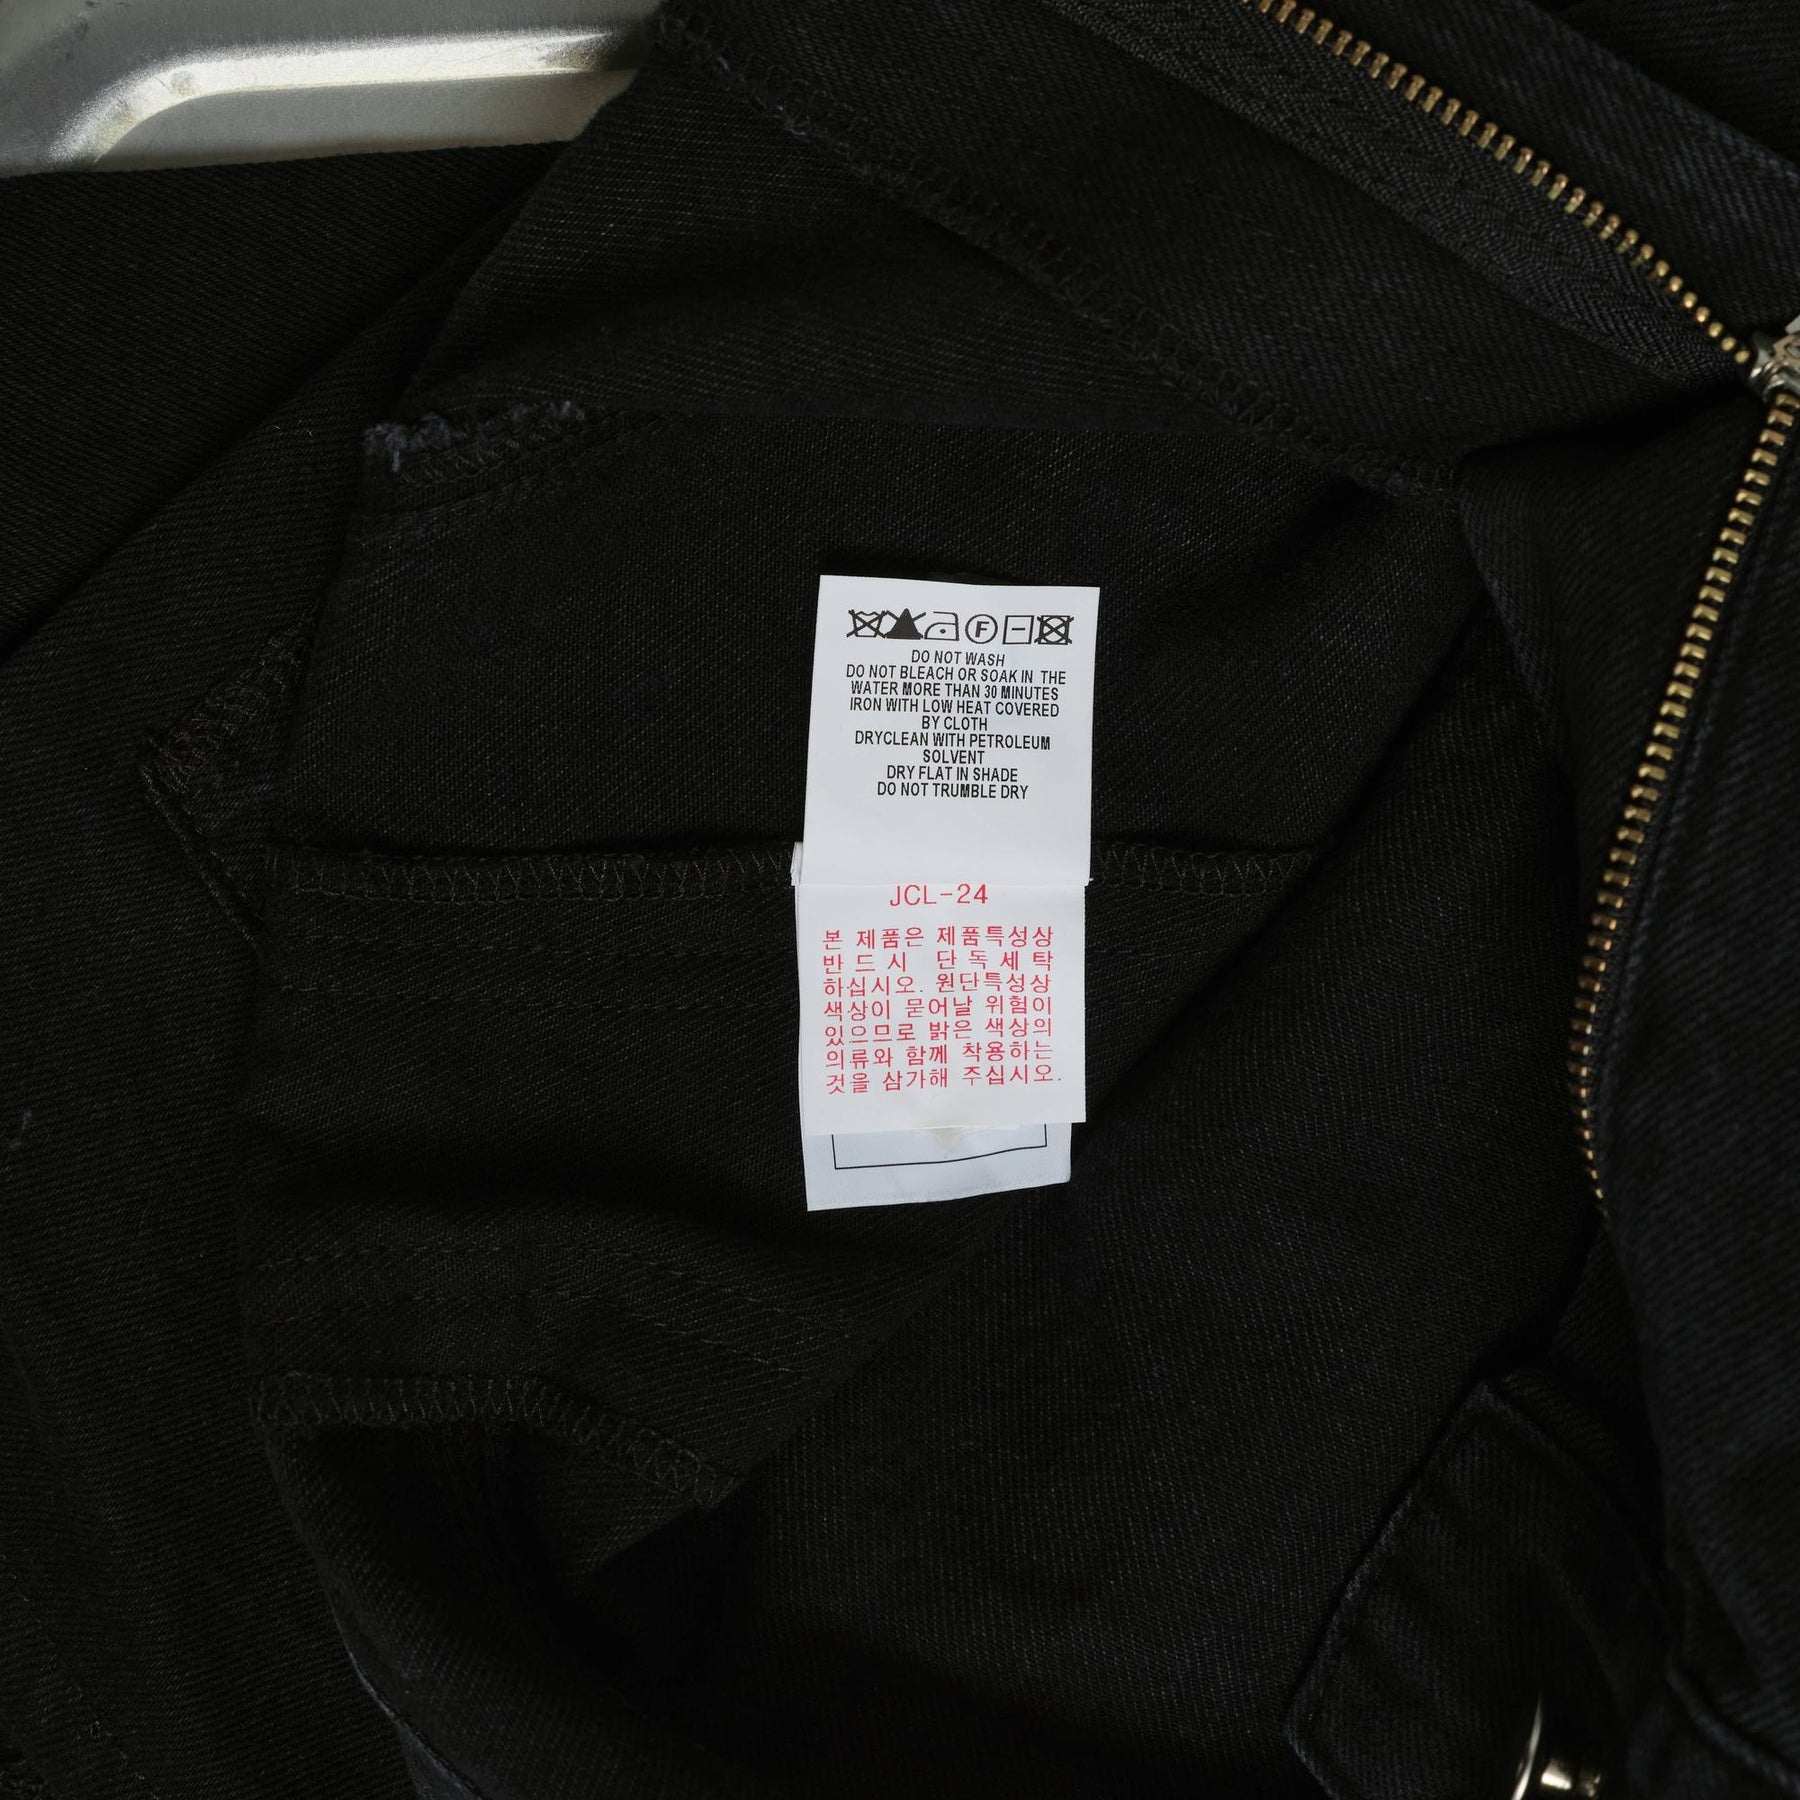 F
DO NOT WASH
DO NOT BLEACH OR SOAK IN THE
WATER MORE THAN 30 MINUTES
IRON WITH LOW HEAT COVERED
BY CLOTH
DRYCLEAN WITH PETROLEUM
SOLVENT
DRY FLAT IN SHADE
DO NOT TRUMBLE DRY
JCL-24
본 제품은 제품특성상
반드시 단독세탁
하십시오. 원단특성상
색상이 묻어날 위험이
있으므로 밝은 색상의
의류와 함께 착용하는
것을 삼가해 주십시오.